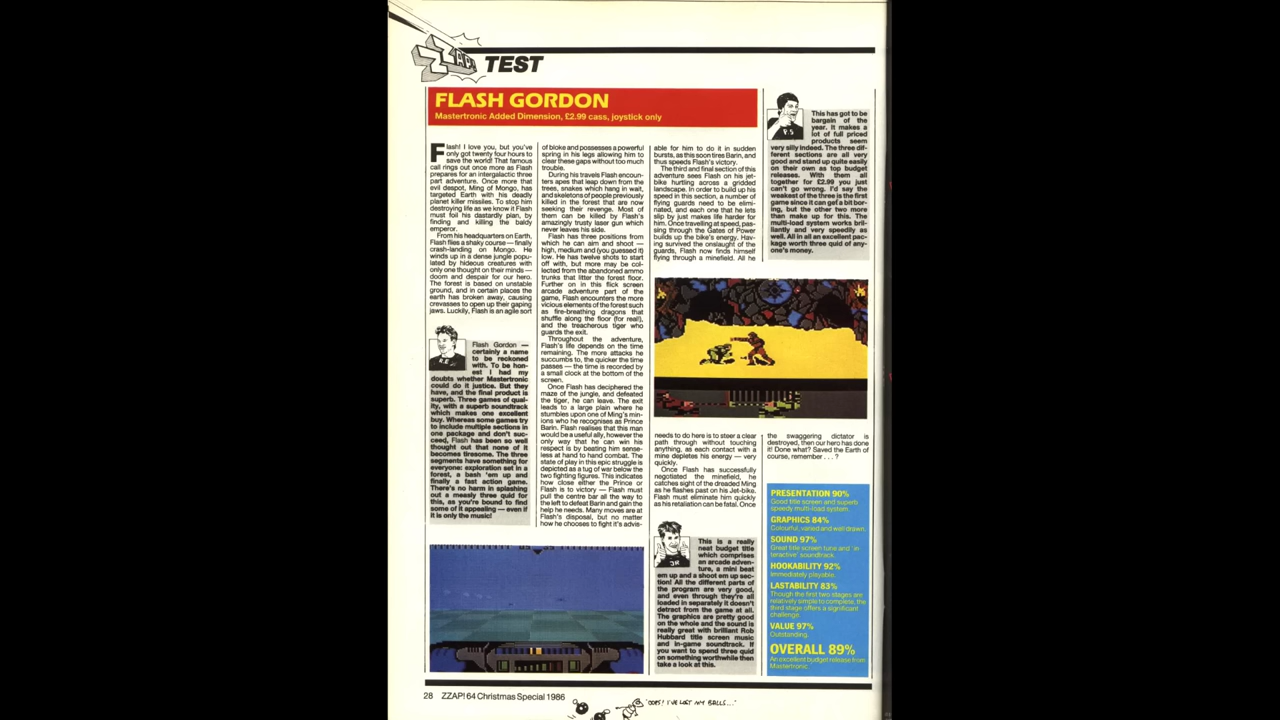 ZZAP! TEST
FLASH GORDON
Mastertronic Added Dimension, £2.99 cass, joystick only
Flash! I love you, but you've
only got twenty four hours to
save the world! That famous
call rings out once more as Flash
prepares for an intergalactic three
part adventure. Once more that
evil despot, Ming of Mongo, has
targeted Earth with his deadly
planet killer missiles. To stop him
destroying life as we know it Flash
must foil his dastardly plan, by
finding and killing the baldy
emperor.
From his headquarters on Earth,
Flash flies a shaky course — finally
crash-landing on Mongo. He
winds up in a dense jungle popu-
lated by hideous creatures with
only one thought on their minds —
doom and despair for our hero.
The forest is based on unstable
ground, and in certain places the
earth has broken away, causing
crevasses to open up their gaping
jaws. Luckily, Flash is an agile sort
Flash Gordon —
certainly a name
to be reckoned
with. To be hon-
est I had my
doubts whether Mastertronic
could do it justice. But they
have, and the final product is
superb. Three games of qual-
ity, with a superb soundtrack
which makes one excellent
buy. Whereas some games try
to include multiple sections in
one package and don't suc-
ceed, Flash has been so well
thought out that none of it
becomes tiresome. The three
segments have something for
everyone: exploration set in a
forest, a bash 'em up and
finally a fast action game.
There's no harm in splashing
out a measly three quid for
this, as you're bound to find
some of it appealing — even if
it is only the music!
of bloke and possesses a powerful
spring in his legs allowing him to
clear these gaps without too much
trouble.
During his travels Flash encoun-
ters apes that leap down from the
trees, snakes which hang in wait,
and skeletons of people previously
killed in the forest that are now
seeking their revenge. Most of
them can be killed by Flash's
amazingly trusty laser gun which
never leaves his side.
Flash has three positions from
which he can aim and shoot —
high, medium and (you guessed it)
low. He has twelve shots to start
off with, but more may be col-
lected from the abandoned ammo
trunks that litter the forest floor.
Further on in this flick screen
arcade adventure part of the
game, Flash encounters the more
vicious elements of the forest such
as fire-breathing dragons that
shuffle along the floor (for real!),
and the treacherous tiger who
guards the exit.
Throughout the adventure,
Flash's life depends on the time
remaining. The more attacks he
succumbs to, the quicker the time
passes — the time is recorded by
a small clock at the bottom of the
screen.
Once Flash has deciphered the
maze of the jungle, and defeated
the tiger, he can leave. The exit
leads to a large plain where he
stumbles upon one of Ming's min-
ions who he recognises as Prince
Barin. Flash realises that this man
would be a useful ally, however the
only way that he can win his
respect is by beating him sense-
less at hand to hand combat. The
state of play in this epic struggle is
depicted as a tug of war below the
two fighting figures. This indicates
how close either the Prince or
Flash is to victory — Flash must
pull the centre bar all the way to
the left to defeat Barin and gain the
help he needs. Many moves are at
Flash's disposal, but no matter
how he chooses to fight it's advis-
able for him to do it in sudden
bursts, as this soon tires Barin, and
thus speeds Flash's victory.
The third and final section of this
adventure sees Flash on his jet-
bike hurtling across a gridded
landscape. In order to build up his
speed in this section, a number of
flying guards need to be elimi-
nated, and each one that he lets
slip by just makes life harder for
him. Once travelling at speed, pas-
sing through the Gates of Power
builds up the bike's energy. Hav-
ing survived the onslaught of the
guards, Flash now finds himself
flying through a minefield. All he
needs to do here is to steer a clear
path through without touching
anything, as each contact with a
mine depletes his energy — very
quickly.
Once Flash has successfully
negotiated the minefield, he
catches sight of the dreaded Ming
as he flashes past on his Jet-bike.
Flash must eliminate him quickly
as his retaliation can be fatal. Once
JR
This is a really
neat budget title
which comprises
an arcade adven-
ture, a mini beat
em up and a shoot em up sec-
tion! All the different parts of
the program are very good,
and even through they're all
loaded in separately it doesn't
detract from the game at all.
The graphics are pretty good
on the whole and the sound is
really great with brilliant Rob
Hubbard title screen music
and in-game soundtrack. If
you want to spend three quid
on something worthwhile then
take a look at this.
P.S
This has got to be
bargain of the
year. It makes a
lot of full priced
products seem
very silly indeed. The three dif-
ferent sections are all very
good and stand up quite easily
on their own as top budget
releases. With them all
together for £2.99 you just
can't go wrong. I'd say the
weakest of the three is the first
game since it can get a bit bor-
ing, but the other two more
than make up for this. The
multi-load system works bril-
liantly and very speedily as
well. All in all an excellent pac-
kage worth three quid of any-
one's money.
the swaggering dictator is
destroyed, then our hero has done
it! Done what? Saved the Earth of
course, remember . . . ?
PRESENTATION 90%
Good title screen and superb
speedy multi-load system.
GRAPHICS 84%
Colourful, varied and well drawn.
SOUND 97%
Great title screen tune and 'in
teractive' soundtrack.
HOOKABILITY 92%
Immediately playable.
LASTABILITY 83%
Though the first two stages are
relatively simple to complete, the
third stage offers a significant
challenge.
VALUE 97%
Outstanding.
OVERALL 89%
An excellent budget release from
Mastertronic.
28 ZZAP! 64 Christmas Special 1986
'OOPS! I'VE LOST MY BALLS...'